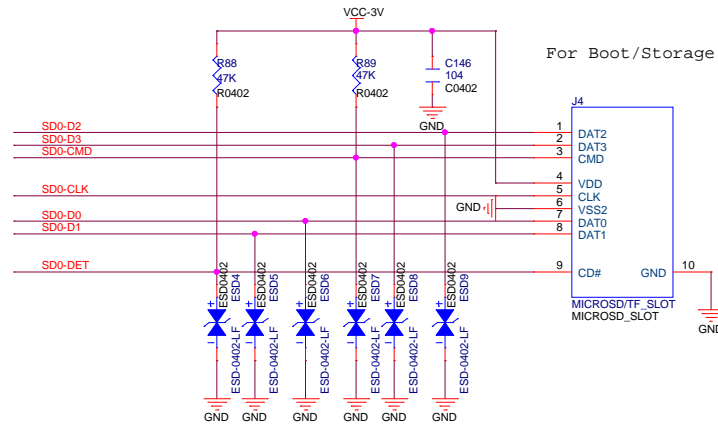 VCC-3V
For Boot/Storage
R88
47K
R0402
R89
47K
R0402
C146
104
C0402
GND
J4
SD0-D2
SD0-D3
SD0-CMD
SD0-CLK
SD0-D0
SD0-D1
SD0-DET
1 DAT2
2 DAT3
3 CMD
4 VDD
5 CLK
6 VSS2
7 DAT0
8 DAT1
9 CD#
GND 10
GND
MICROSD/TF_SLOT
MICROSD_SLOT
GND
ESD4
ESD0402
ESD-0402-LF
ESD5
ESD0402
ESD-0402-LF
ESD6
ESD0402
ESD-0402-LF
ESD7
ESD0402
ESD-0402-LF
ESD8
ESD0402
ESD-0402-LF
ESD9
ESD0402
ESD-0402-LF
+ + + + + +
− − − − − −
GND GND GND GND GND GND